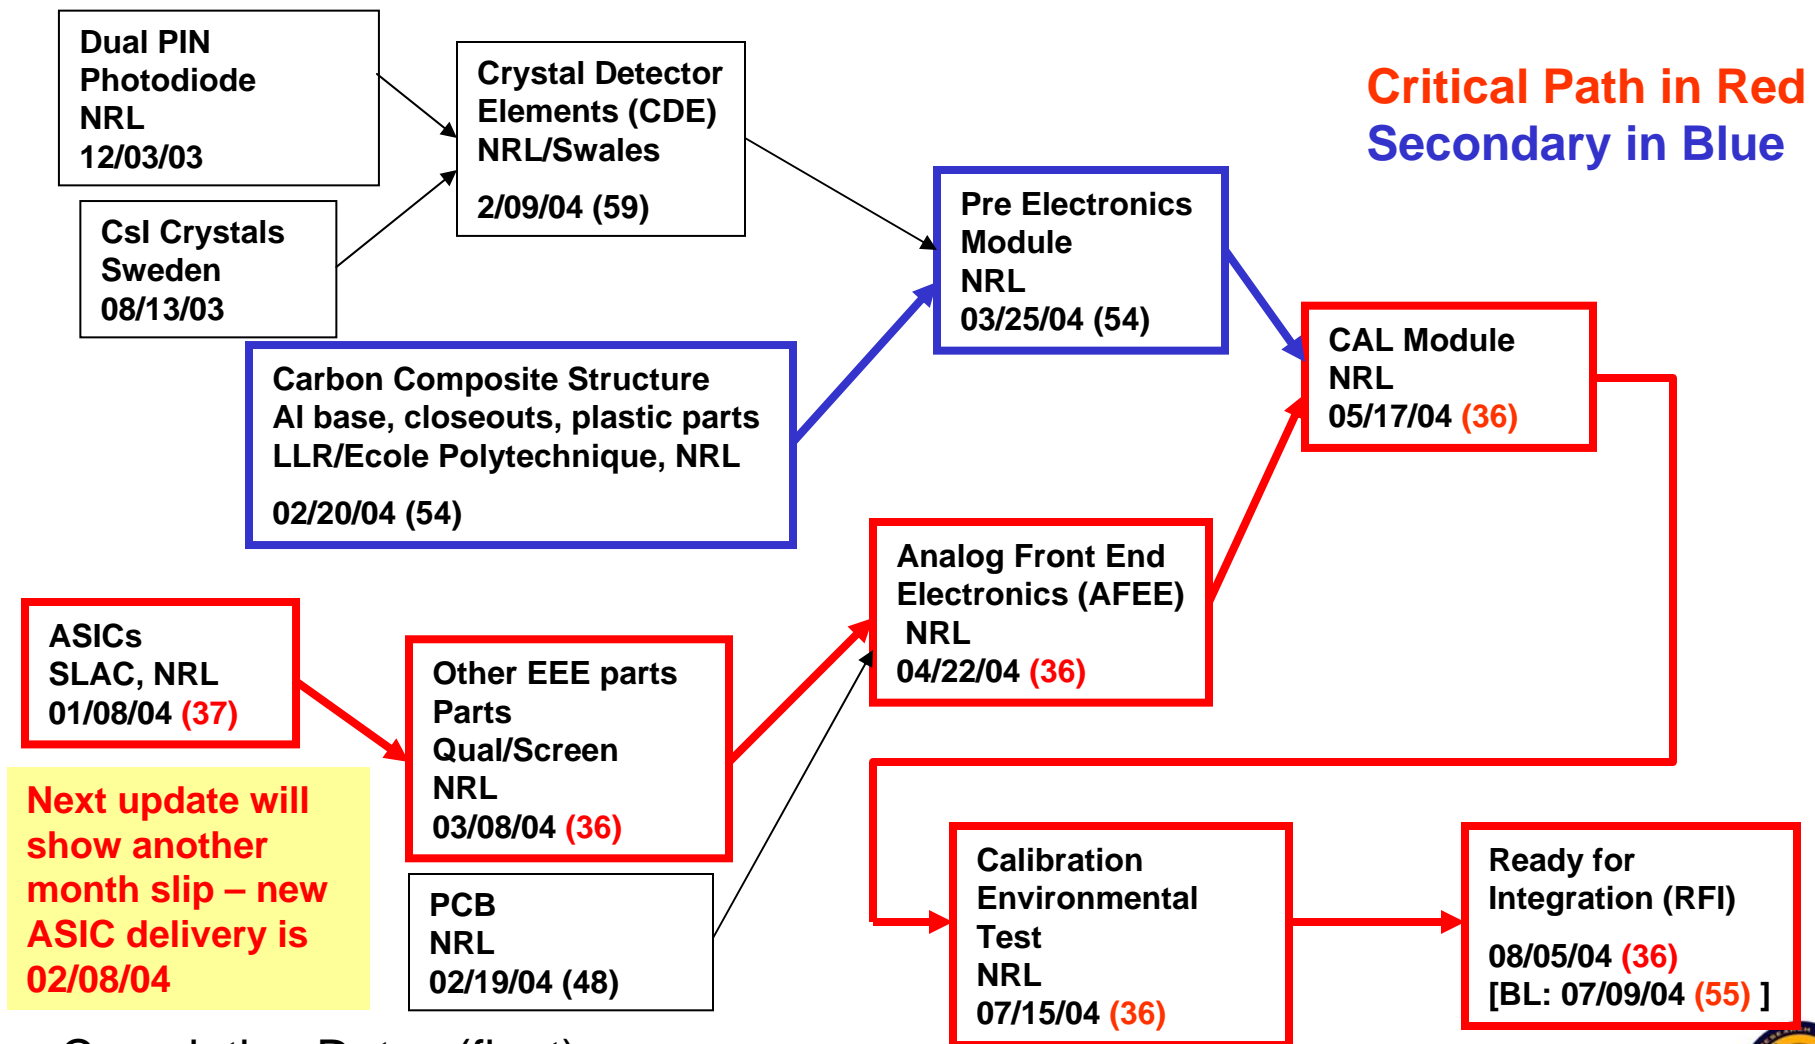 Dual PIN
Photodiode
NRL
12/03/03
Crystal Detector
Elements (CDE)
NRL/Swales
2/09/04 (59)
Critical Path in Red
Secondary in Blue
CsI Crystals
Sweden
08/13/03
Pre Electronics
Module
NRL
03/25/04 (54)
Carbon Composite Structure
Al base, closeouts, plastic parts
LLR/Ecole Polytechnique, NRL
02/20/04 (54)
CAL Module
NRL
05/17/04 (36)
Analog Front End
Electronics (AFEE)
NRL
04/22/04 (36)
ASICs
SLAC, NRL
01/08/04 (37)
Other EEE parts
Parts
Qual/Screen
NRL
03/08/04 (36)
Next update will
show another
month slip – new
ASIC delivery is
02/08/04
PCB
NRL
02/19/04 (48)
Calibration
Environmental
Test
NRL
07/15/04 (36)
Ready for
Integration (RFI)
08/05/04 (36)
[BL: 07/09/04 (55) ]